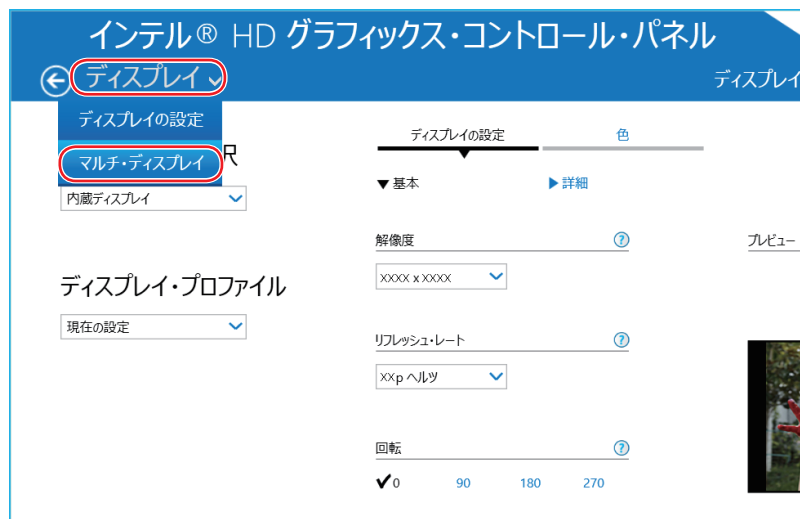 インテル® HD グラフィックス・コントロール・パネル
ディスプレイ
ディスプレイ
ディスプレイの設定
マルチ・ディスプレイ
択
内蔵ディスプレイ
ディスプレイ・プロファイル
現在の設定
ディスプレイの設定
色
基本
詳細
解像度
?
XXXX x XXXX
リフレッシュ・レート
?
XXp ヘルツ
回転
?
0
90
180
270
プレビュー